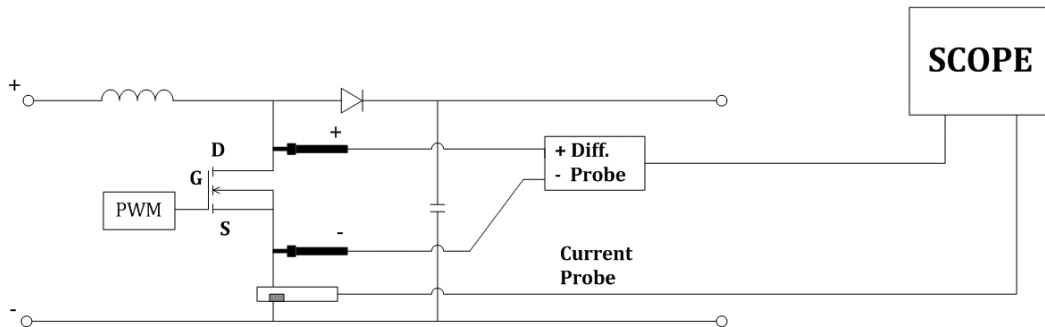 SCOPE
+
+
D
+ Diff.
- Probe
G
PWM
S
-
Current
Probe
-